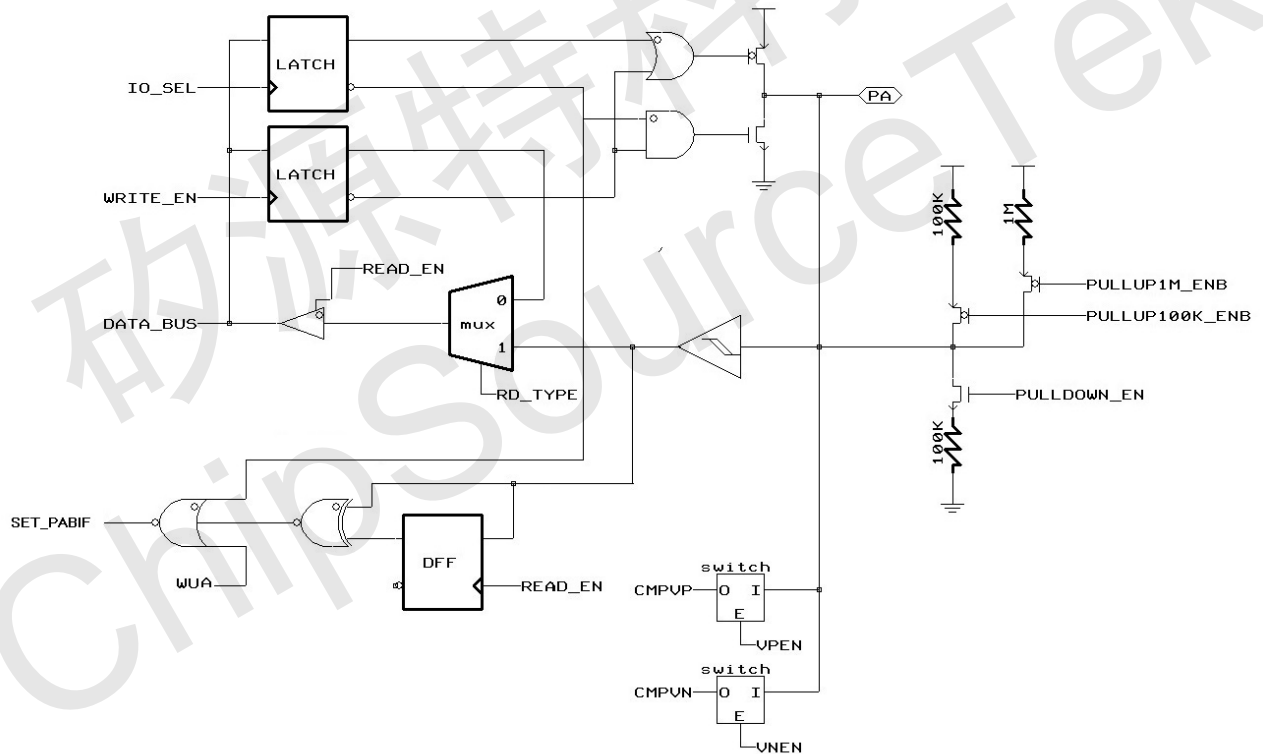 矽源特科技
ChipSourceTek
LATCH
IO_SEL
PA
LATCH
WRITE_EN
100K
1M
READ_EN
PULLUP1M_ENB
0
DATA_BUS
mux
PULLUP100K_ENB
1
RD_TYPE
PULLDOWN_EN
100K
SET_PABIF
DFF
WUA
READ_EN
switch
CMPVP
O I
E
VPEN
switch
CMPVN
O I
E
VNEN